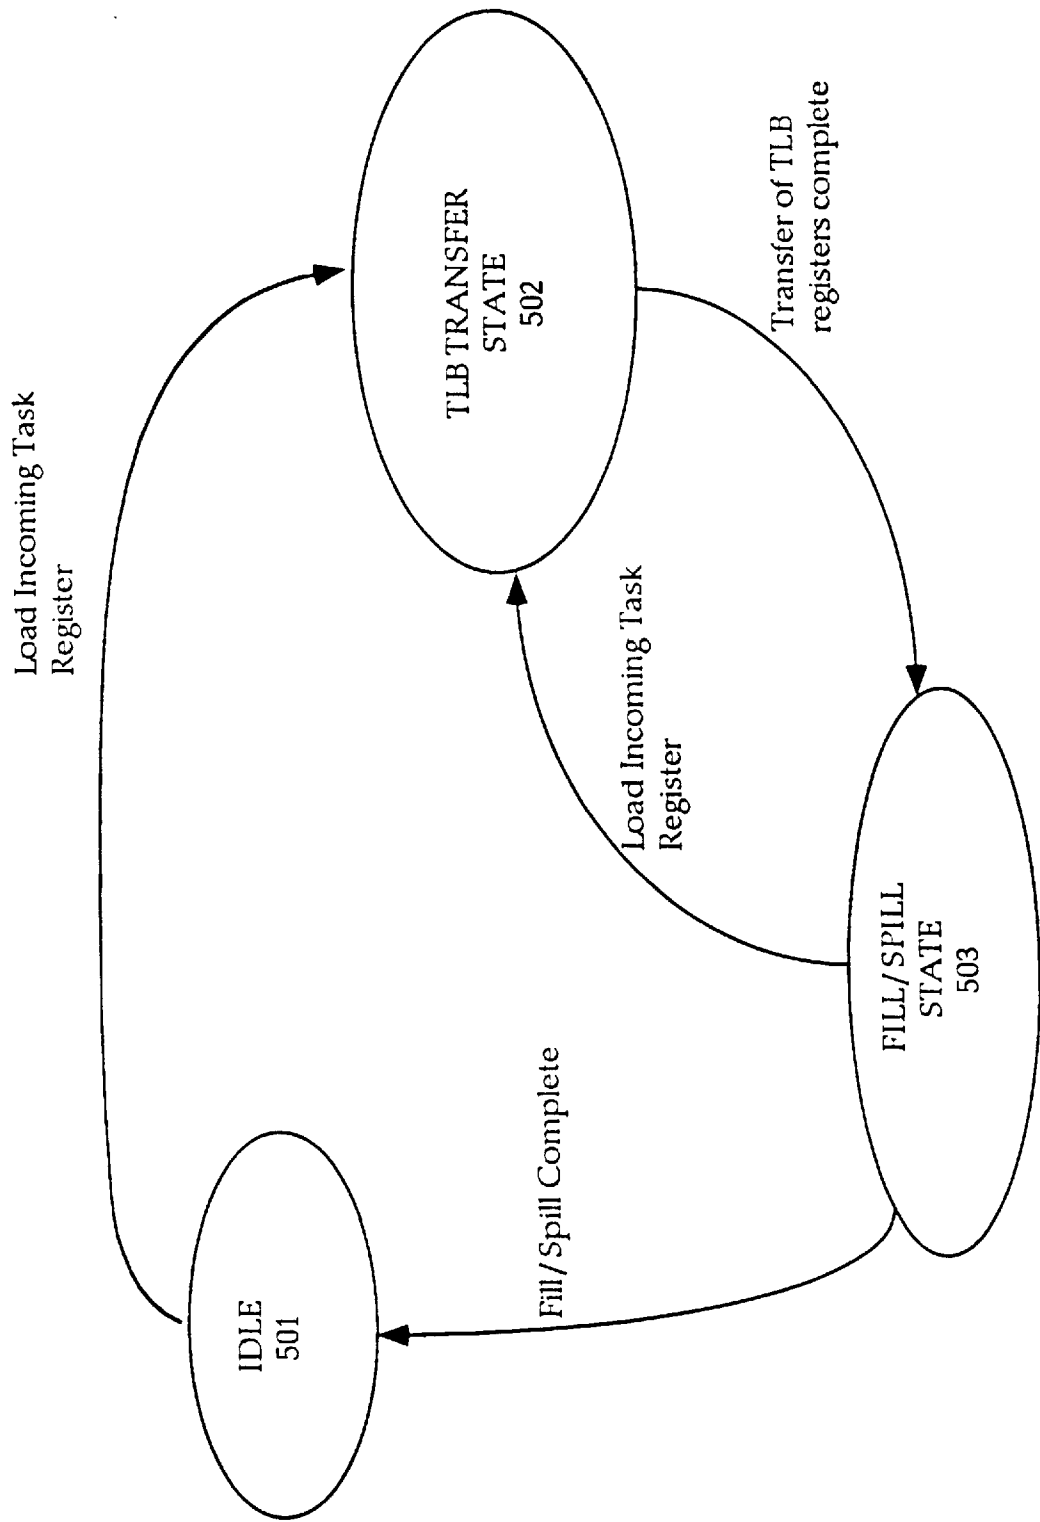 Load Incoming Task
Register
IDLE
501
TLB TRANSFER
STATE
502
Fill/Spill Complete
Load Incoming Task
Register
Transfer of TLB
registers complete
FILL/SPILL
STATE
503